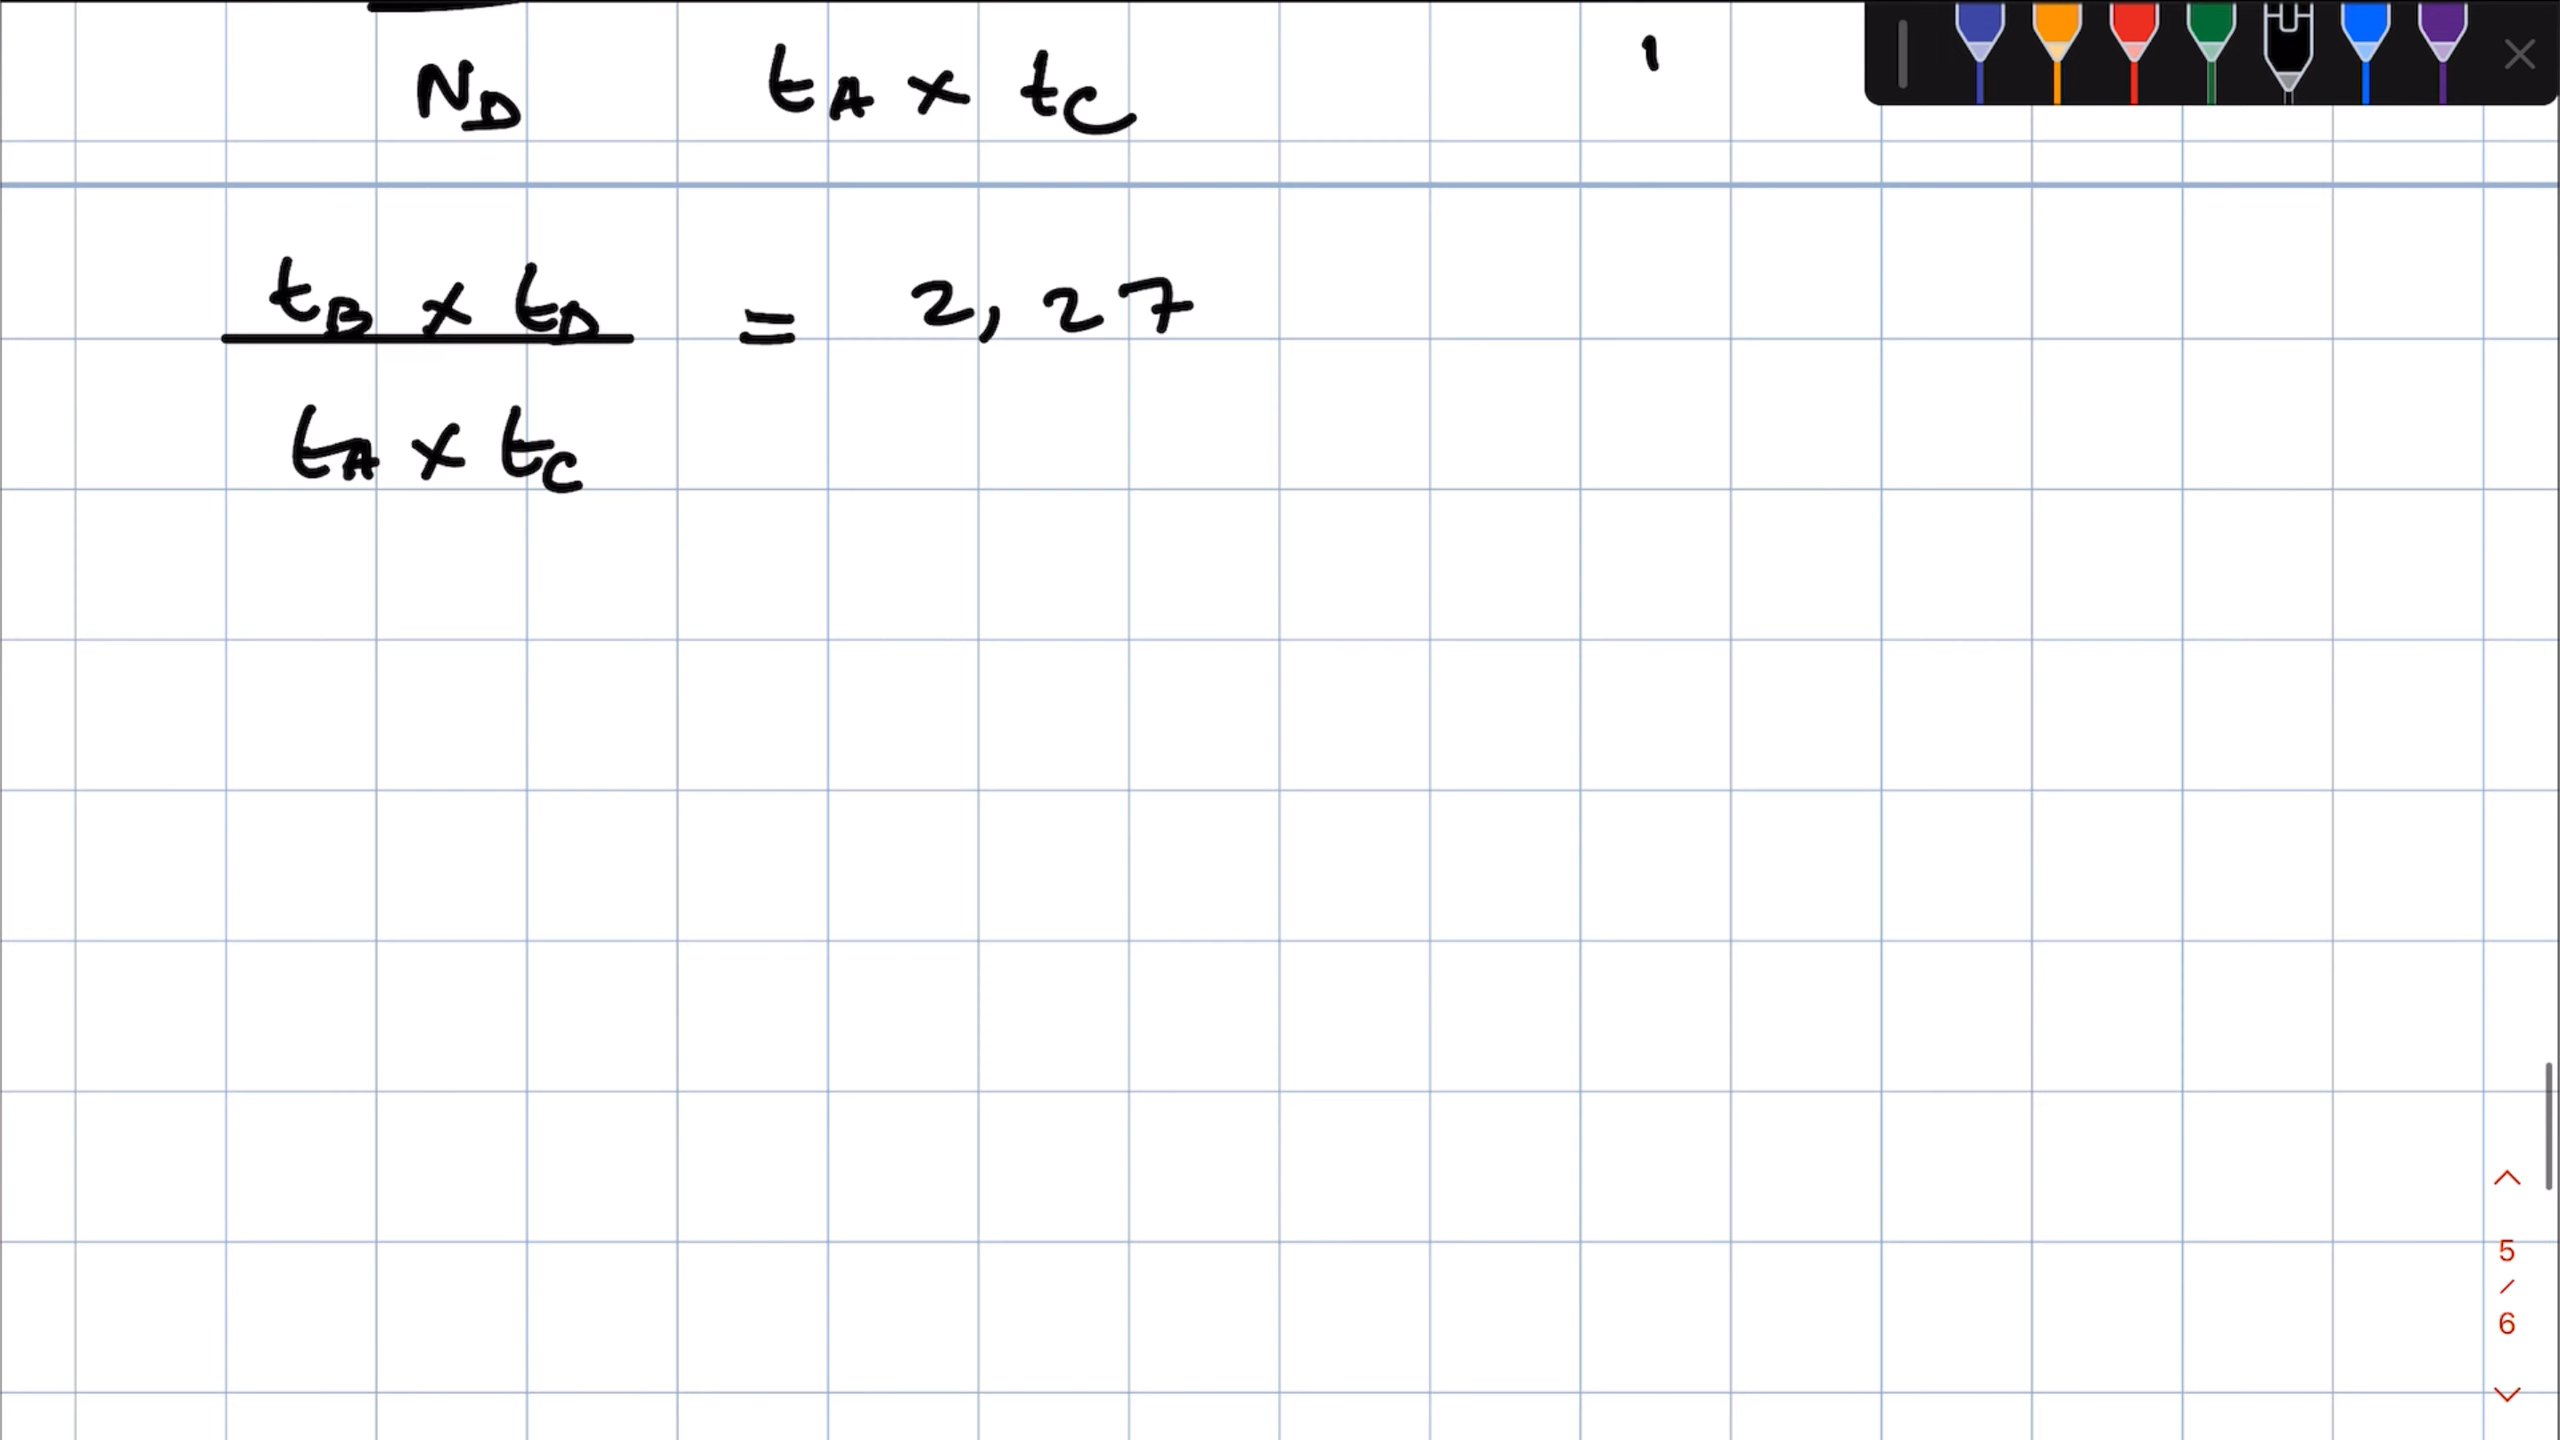 N_D t_A × t_C 1
t_B × t_D = 2,27
t_A × t_C
5
/
6